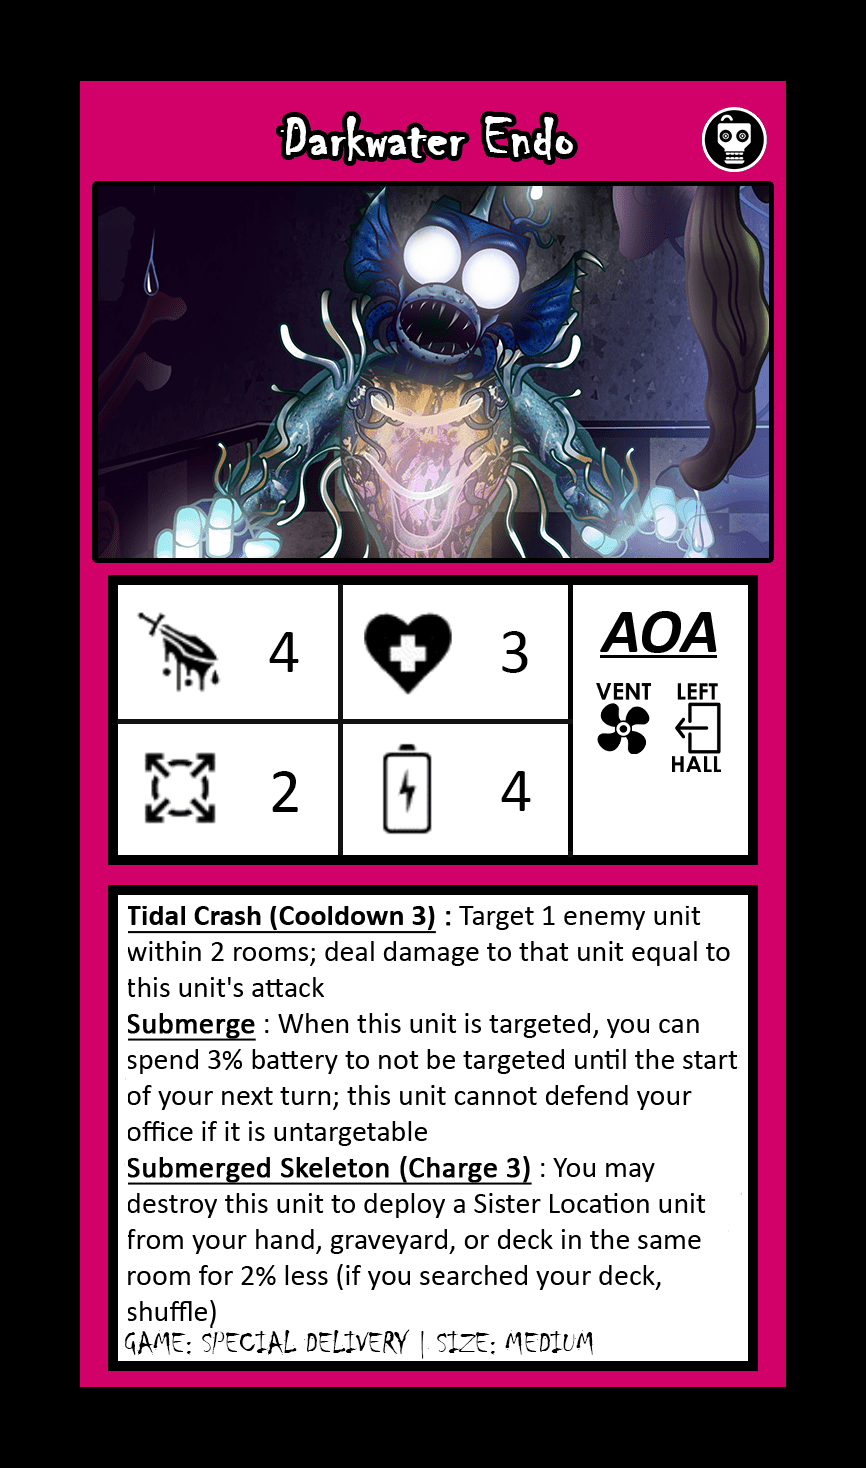 Darkwater Endo
4
3
AOA
VENT LEFT
HALL
2
4
Tidal Crash (Cooldown 3) : Target 1 enemy unit
within 2 rooms; deal damage to that unit equal to
this unit's attack
Submerge : When this unit is targeted, you can
spend 3% battery to not be targeted until the start
of your next turn; this unit cannot defend your
office if it is untargetable
Submerged Skeleton (Charge 3) : You may
destroy this unit to deploy a Sister Location unit
from your hand, graveyard, or deck in the same
room for 2% less (if you searched your deck,
shuffle)
GAME: SPECIAL DELIVERY | SIZE: MEDIUM